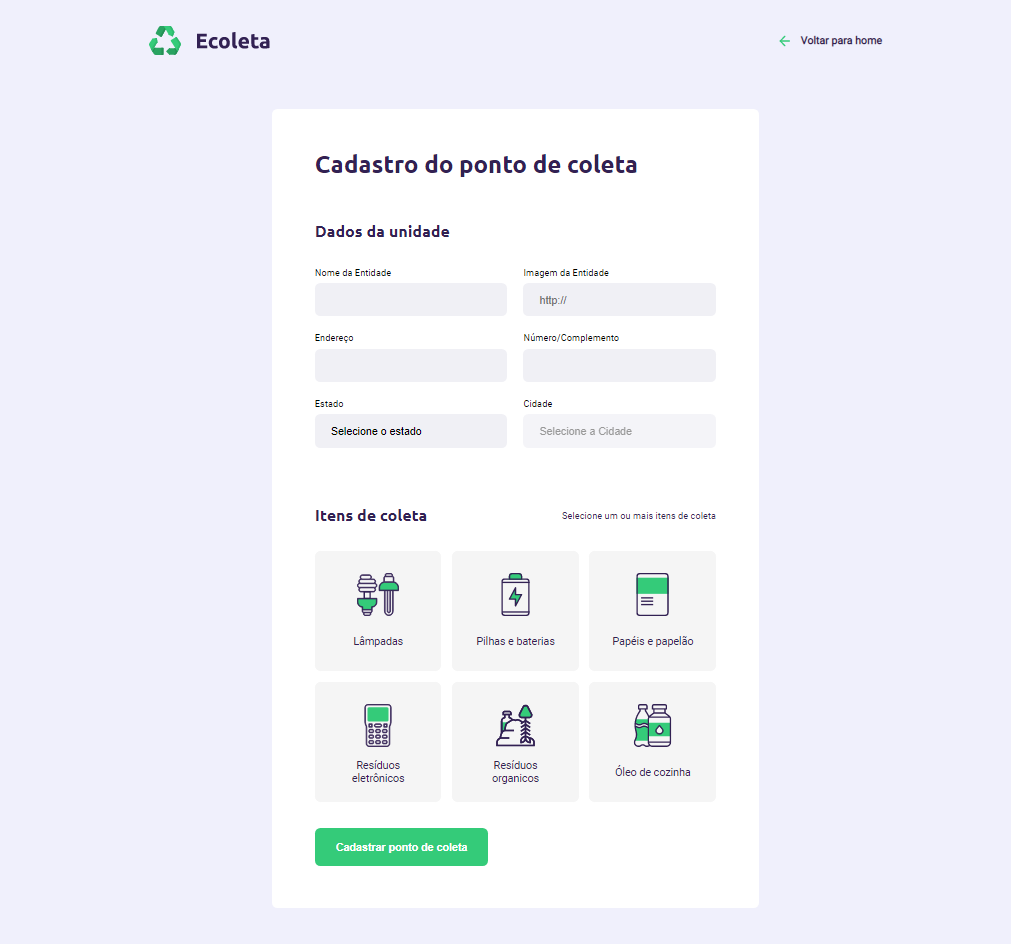 Ecoleta
Voltar para home
Cadastro do ponto de coleta
Dados da unidade
Nome da Entidade
Imagem da Entidade
http://
Endereço
Número/Complemento
Estado
Cidade
Selecione o estado
Selecione a Cidade
Itens de coleta
Selecione um ou mais itens de coleta
Lâmpadas
Pilhas e baterias
Papéis e papelão
Resíduos
eletrônicos
Resíduos
organicos
Óleo de cozinha
Cadastrar ponto de coleta